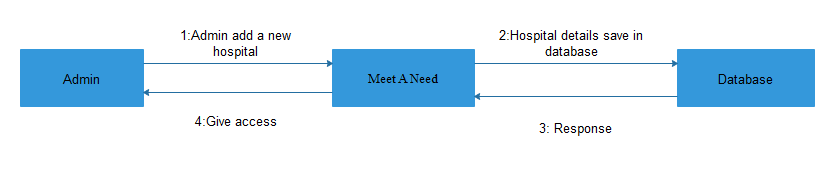 1:Admin add a new
hospital
2:Hospital details save in
database
Admin
Meet A Need
Database
4:Give access
3: Response